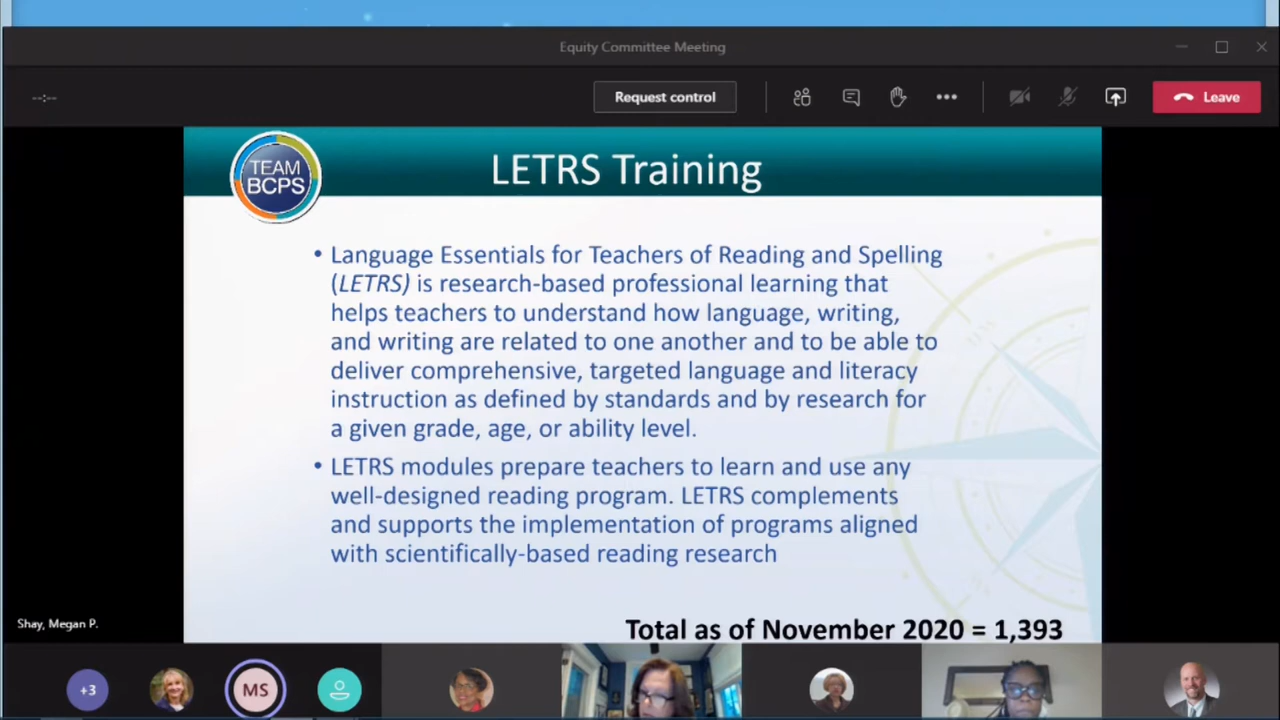 Equity Committee Meeting
--:--
Request control
Leave
TEAM
BCPS
LETRS Training
• Language Essentials for Teachers of Reading and Spelling
(LETRS) is research-based professional learning that
helps teachers to understand how language, writing,
and writing are related to one another and to be able to
deliver comprehensive, targeted language and literacy
instruction as defined by standards and by research for
a given grade, age, or ability level.
• LETRS modules prepare teachers to learn and use any
well-designed reading program. LETRS complements
and supports the implementation of programs aligned
with scientifically-based reading research
Total as of November 2020 = 1,393
Shay, Megan P.
+3
MS